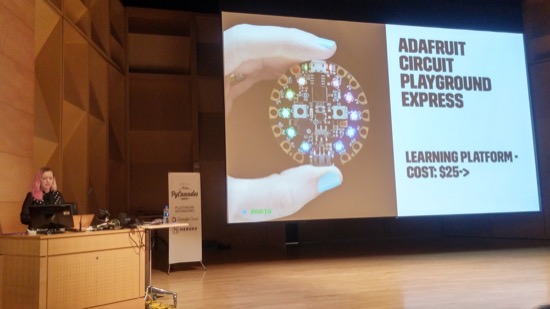 ADAFRUIT
CIRCUIT
PLAYGROUND
EXPRESS
LEARNING PLATFORM -
COST: $25->
PyCascades